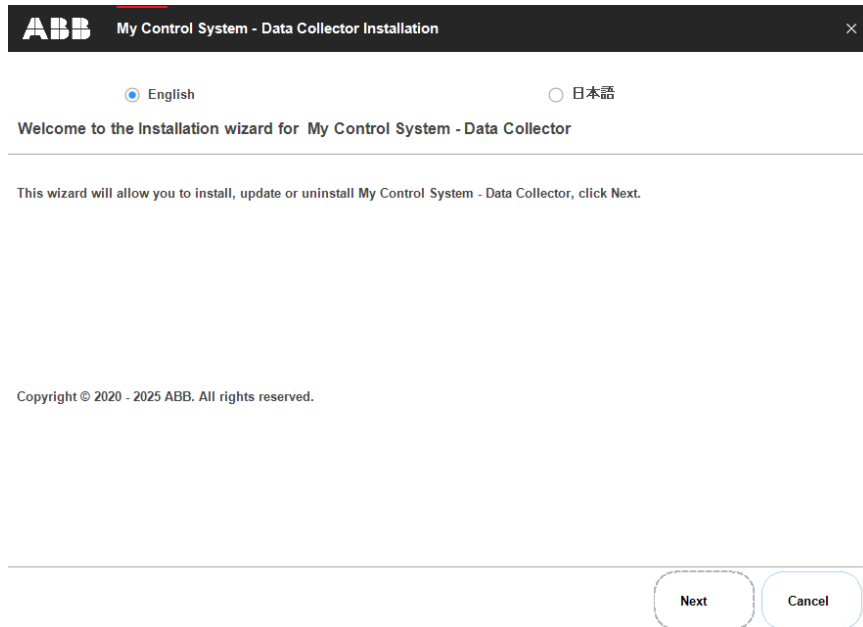 ABB My Control System - Data Collector Installation ×
English 日本語
Welcome to the Installation wizard for My Control System - Data Collector
This wizard will allow you to install, update or uninstall My Control System - Data Collector, click Next.
Copyright © 2020 - 2025 ABB. All rights reserved.
Next Cancel